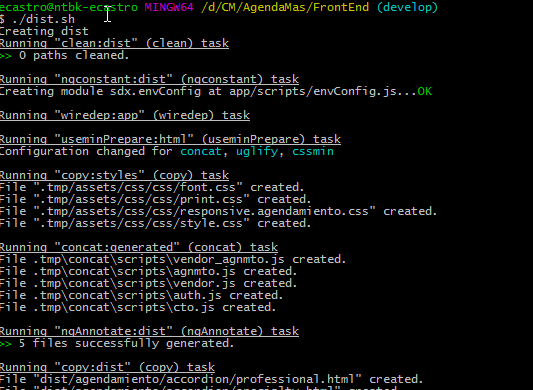 ecastro@ntbk-ecastro MINGW64 /d/CM/AgendaMas/FrontEnd (develop)
$ ./dist.sh
Creating dist
Running "clean:dist" (clean) task
>> 0 paths cleaned.
Running "ngconstant:dist" (ngconstant) task
Creating module sdx.envConfig at app/scripts/envConfig.js...OK
Running "wiredep:app" (wiredep) task
Running "useminPrepare:html" (useminPrepare) task
Configuration changed for concat, uglify, cssmin
Running "copy:styles" (copy) task
File ".tmp/assets/css/css/font.css" created.
File ".tmp/assets/css/css/print.css" created.
File ".tmp/assets/css/css/responsive.agendamiento.css" created.
File ".tmp/assets/css/css/style.css" created.
Running "concat:generated" (concat) task
File .tmp\concat\scripts\vendor_agnmto.js created.
File .tmp\concat\scripts\agnmto.js created.
File .tmp\concat\scripts\vendor.js created.
File .tmp\concat\scripts\auth.js created.
File .tmp\concat\scripts\cto.js created.
Running "ngAnnotate:dist" (ngAnnotate) task
>> 5 files successfully generated.
Running "copy:dist" (copy) task
File "dist/agendamiento/accordion/professional.html" created.
File "dist/agendamiento/accordion/specialty.html" created.